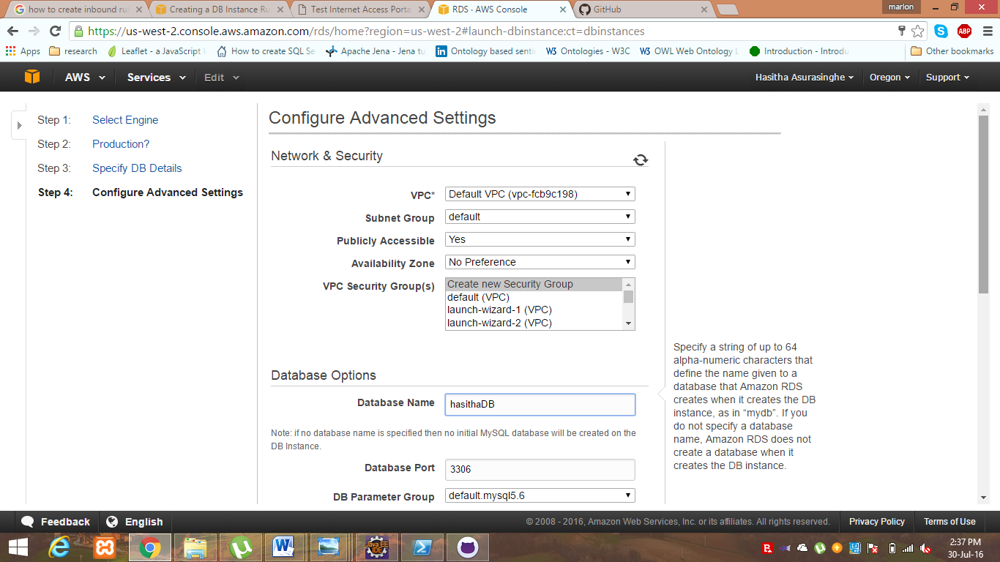 how to create inbound rul
Creating a DB Instance Ru
Test Internet Access Porta
RDS · AWS Console
GitHub
marlon
https://us-west-2.console.aws.amazon.com/rds/home?region=us-west-2#launch-dbinstance:ct=dbinstances
ABP
Apps
research
Leaflet - a JavaScript l
How to create SQL Se
Apache Jena - Jena tu
Ontology based senti
W3 Ontologies - W3C
W3 OWL Web Ontology L
Introduction - Introdu
Other bookmarks
AWS
Services
Edit
Hasitha Asurasinghe
Oregon
Support
Step 1: Select Engine
Step 2: Production?
Step 3: Specify DB Details
Step 4: Configure Advanced Settings
Configure Advanced Settings
Network & Security
VPC* Default VPC (vpc-fcb9c198)
Subnet Group default
Publicly Accessible Yes
Availability Zone No Preference
VPC Security Group(s) Create new Security Group
default (VPC)
launch-wizard-1 (VPC)
launch-wizard-2 (VPC)
Database Options
Database Name hasithaDB
Note: if no database name is specified then no initial MySQL database will be created on the
DB Instance.
Database Port 3306
DB Parameter Group default.mysql5.6
Specify a string of up to 64
alpha-numeric characters that
define the name given to a
database that Amazon RDS
creates when it creates the DB
instance, as in “mydb”. If you
do not specify a database
name, Amazon RDS does not
create a database when it
creates the DB instance.
Feedback
English
© 2008 - 2016, Amazon Web Services, Inc. or its affiliates. All rights reserved.
Privacy Policy
Terms of Use
Java EE
IDE
2:37 PM
30-Jul-16